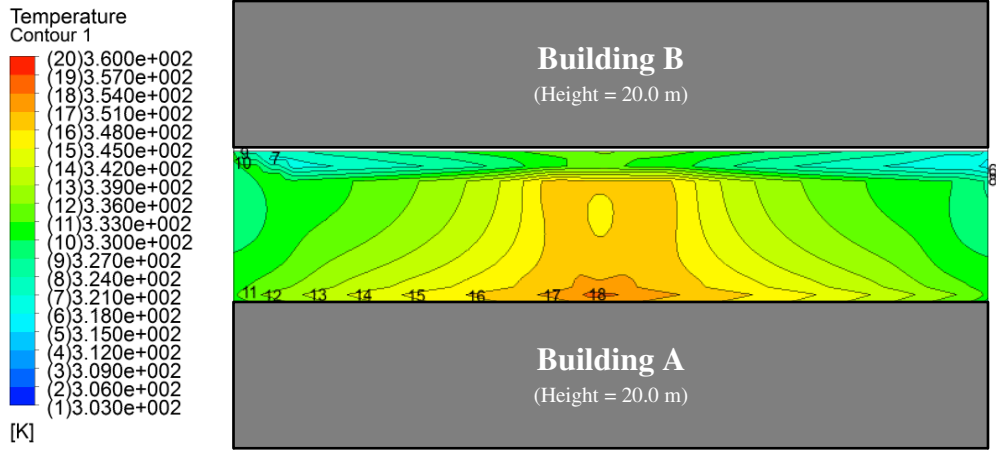 Temperature
Contour 1
(20)3.600e+002
(19)3.570e+002
(18)3.540e+002
(17)3.510e+002
(16)3.480e+002
(15)3.450e+002
(14)3.420e+002
(13)3.390e+002
(12)3.360e+002
(11)3.330e+002
(10)3.300e+002
(9)3.270e+002
(8)3.240e+002
(7)3.210e+002
(6)3.180e+002
(5)3.150e+002
(4)3.120e+002
(3)3.090e+002
(2)3.060e+002
(1)3.030e+002
[K]
Building B
(Height = 20.0 m)
9
10 7
6
8
11 12 13 14 15 16 17 18
Building A
(Height = 20.0 m)